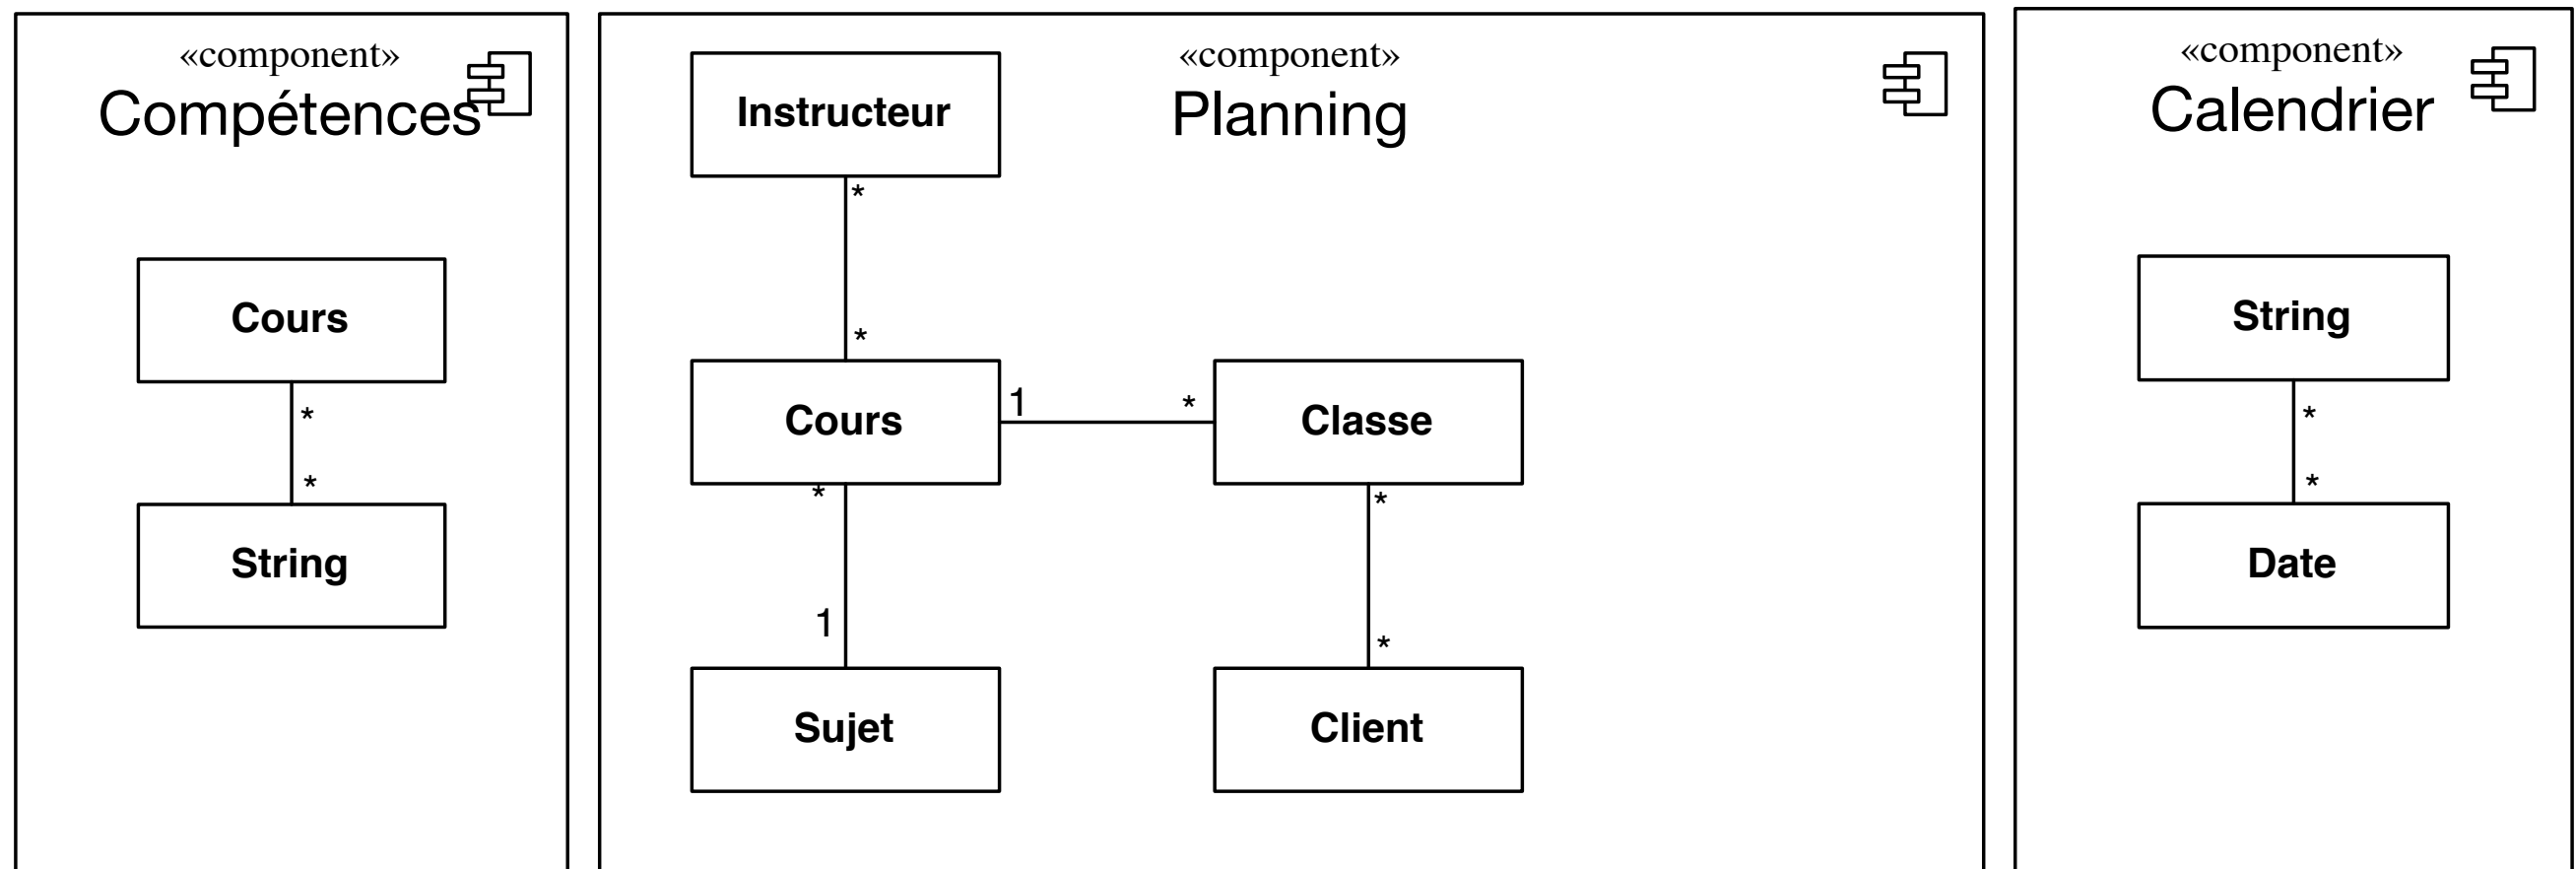 «component»
Compétences
Cours
*
*
String
«component»
Planning
Instructeur
*
*
Cours
1
*
Classe
*
1
Sujet
*
*
Client
«component»
Calendrier
String
*
*
Date